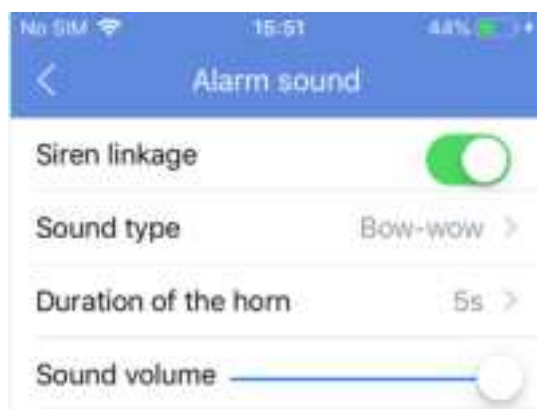 No SIM 15:51 44%
Alarm sound
Siren linkage
Sound type Bow-wow
Duration of the horn 5s
Sound volume